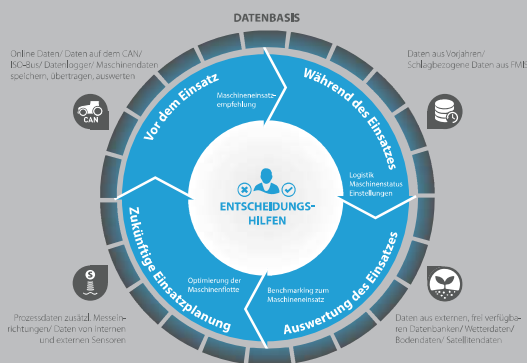 DATENBASIS
Online Daten/ Daten auf dem CAN/
ISO-Bus/ Datenlogger/ Maschinendaten
speichern, übertragen, auswerten
CAN
Daten aus Vorjahren/
Schlagbezogene Daten aus FMIS
Vor dem Einsatz
Maschineneinsatz-
empfehlung
Während des Einsatzes
Logistik
Maschinenstatus
Einstellungen
ENTSCHEIDUNGS-
HILFEN
Zukünftige Einsatzplanung
Optimierung der
Maschinenflotte
Benchmarking zum
Maschineneinsatz
Auswertung des Einsatzes
S
Prozessdaten zusätzl. Messein-
richtungen/ Daten von internen
und externen Sensoren
Daten aus externen, frei verfügba-
ren Datenbanken/ Wetterdaten/
Bodendaten/ Satellitendaten